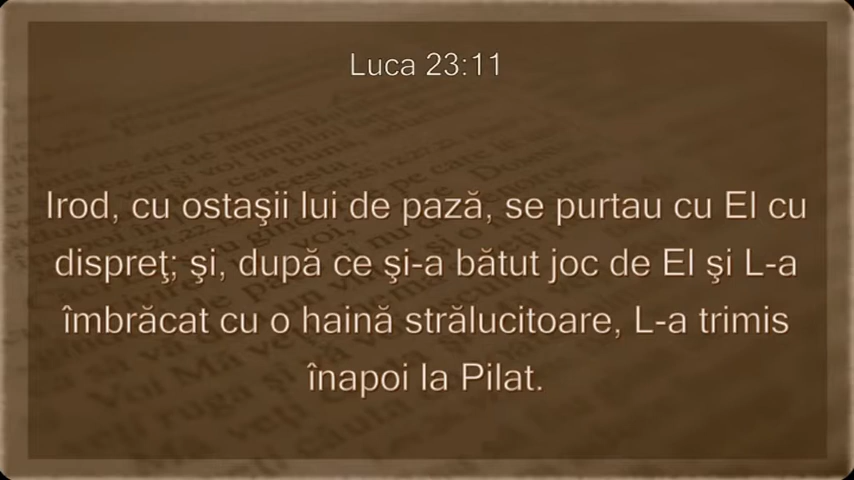 Luca 23:11
Irod, cu ostaşii lui de pază, se purtau cu El cu
dispreţ; şi, după ce şi-a bătut joc de El şi L-a
îmbrăcat cu o haină strălucitoare, L-a trimis
înapoi la Pilat.